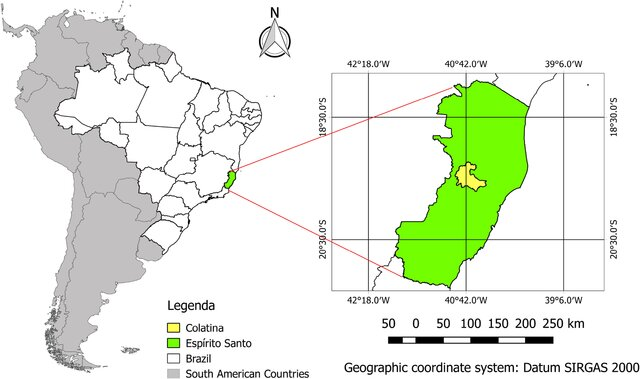 N
42°18.0'W 40°42.0'W 39°6.0'W
18°30.0'S 18°30.0'S
20°30.0'S 20°30.0'S
42°18.0'W 40°42.0'W 39°6.0'W
Legenda
Colatina
Espírito Santo
Brazil
South American Countries
50 0 50 100 150 200 250 km
Geographic coordinate system: Datum SIRGAS 2000